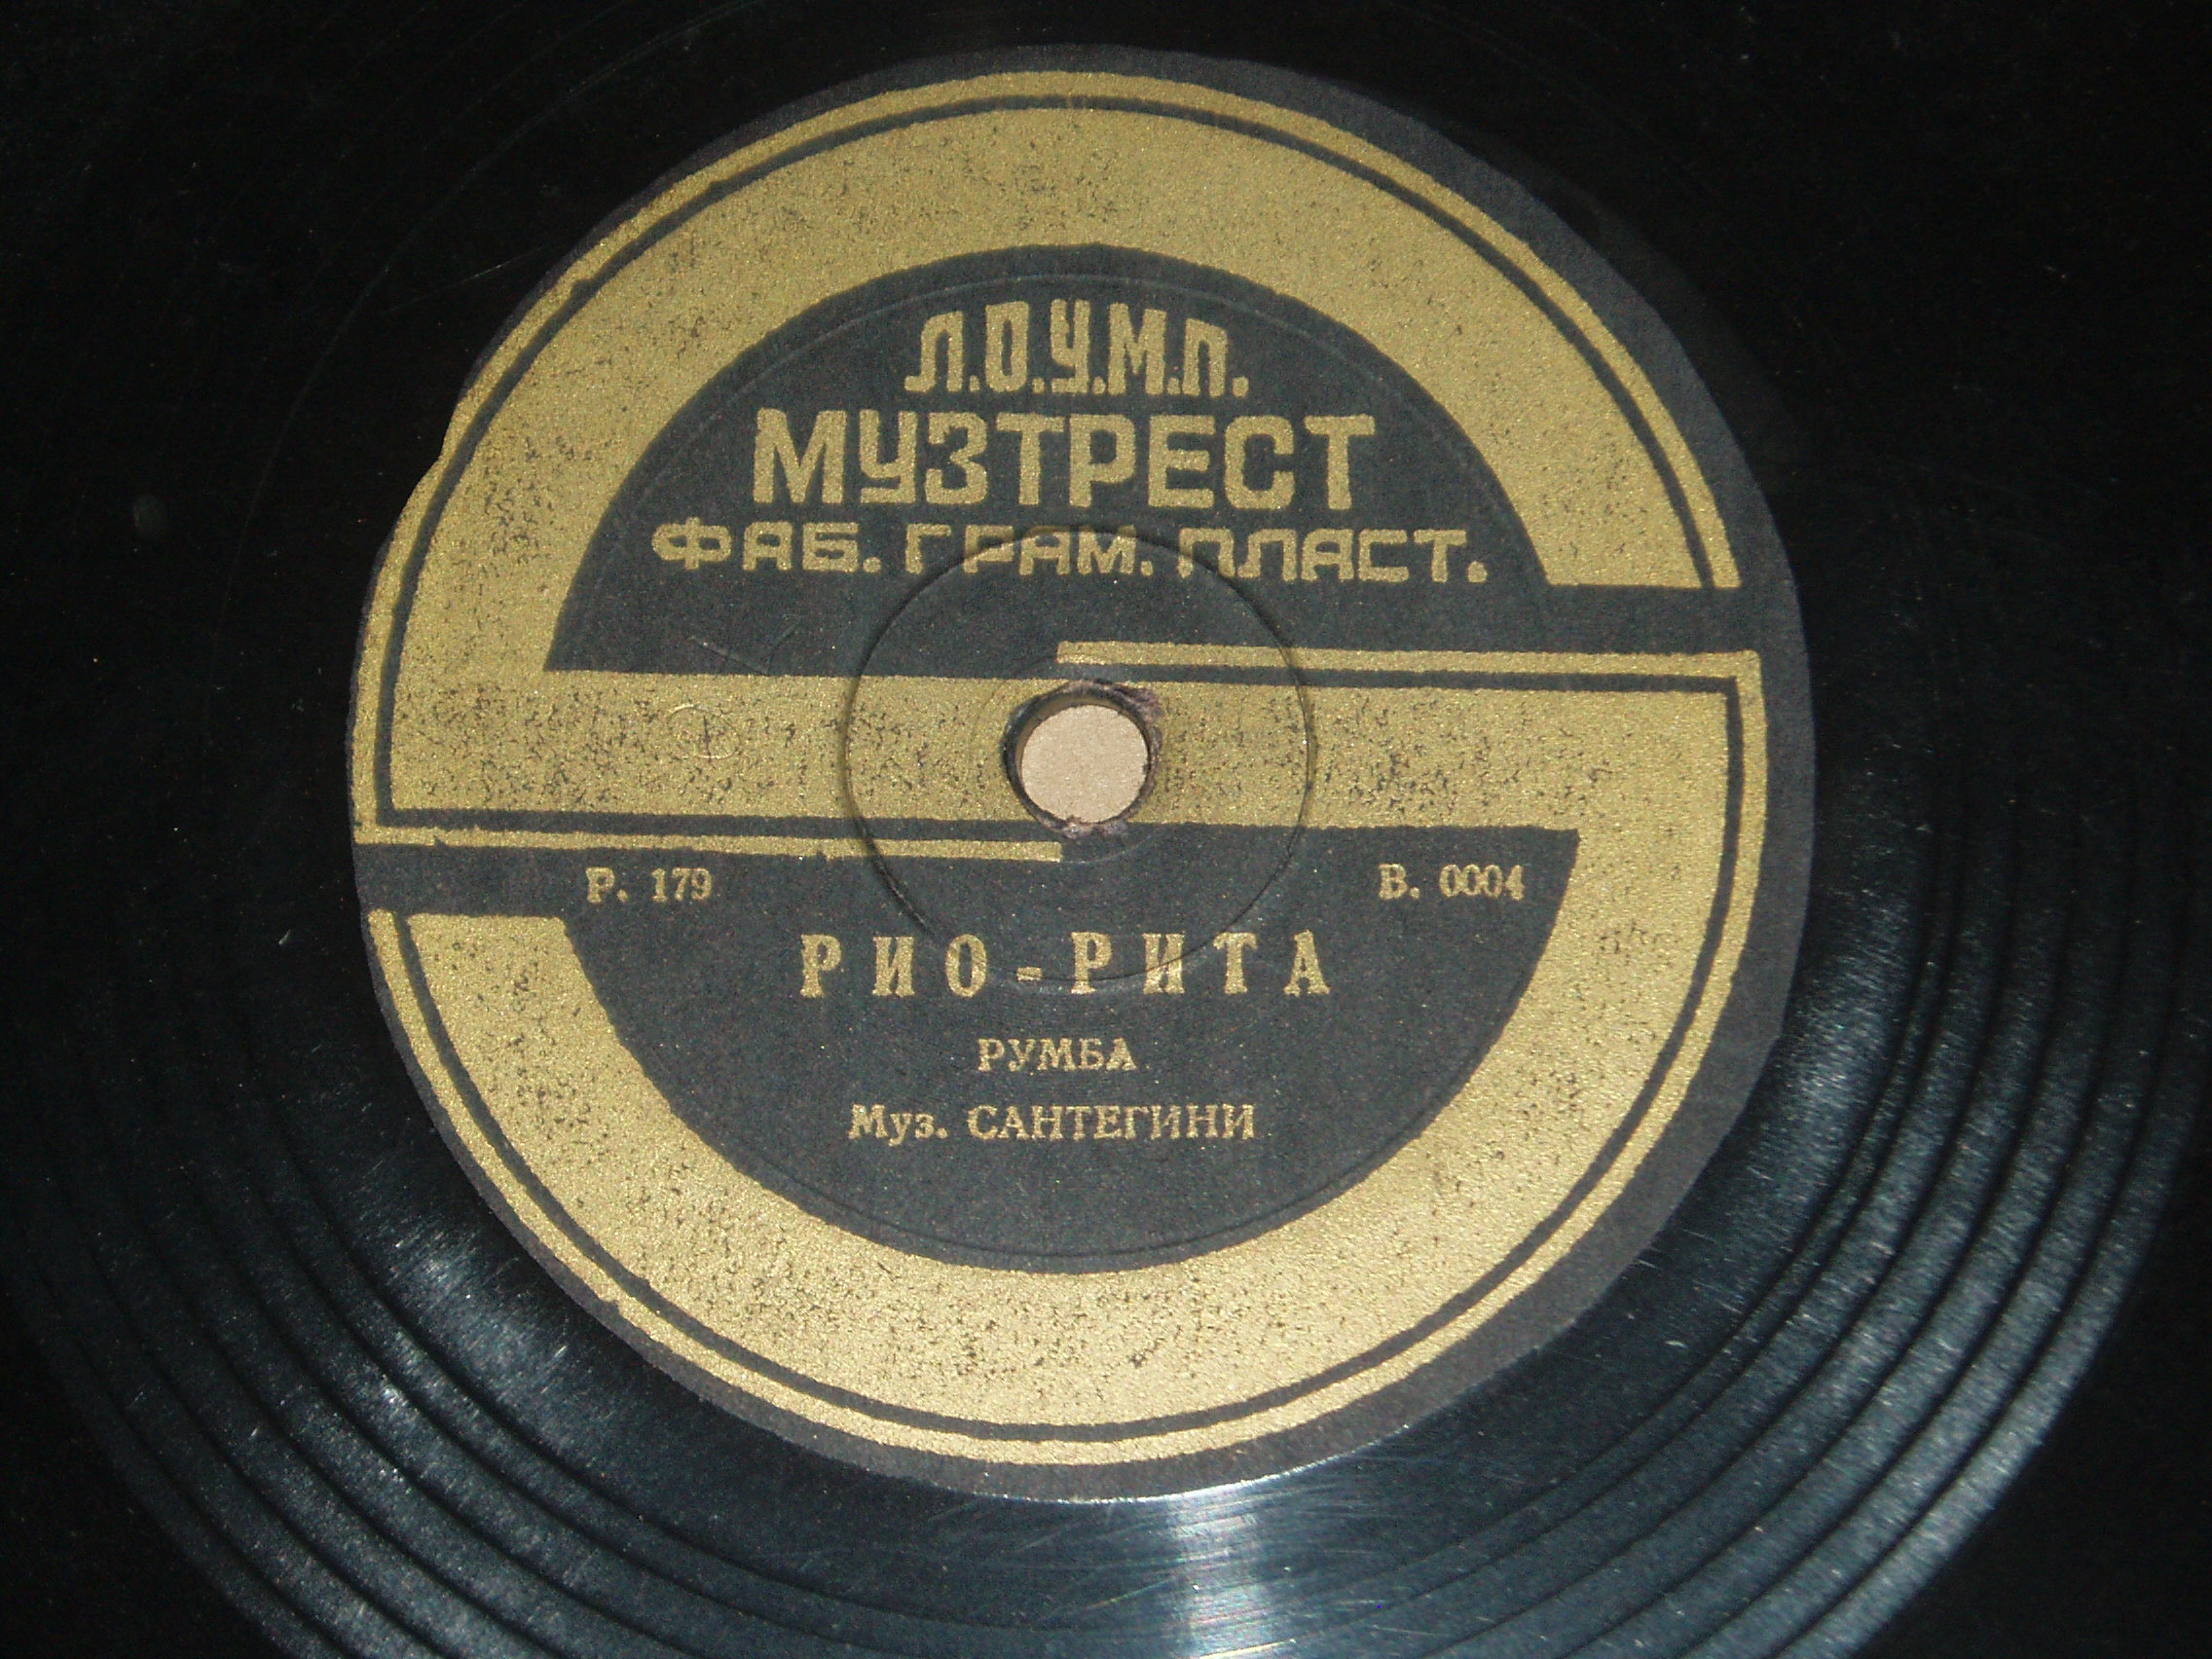 Л.О.У.М.П.
МУЗТРЕСТ
ФАБ. ГРАМ. ПЛАСТ.
Р. 179 В. 0004
РИО-РИТА
РУМБА
Муз. САНТЕГИНИ